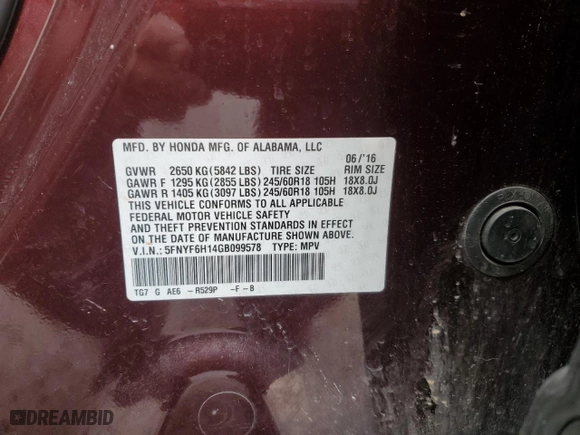 MFD. BY HONDA MFG. OF ALABAMA, LLC
06/'16
GVWR 2650 KG (5842 LBS) TIRE SIZE RIM SIZE
GAWR F 1295 KG (2855 LBS) 245/60R18 105H 18X8.0J
GAWR R 1405 KG (3097 LBS) 245/60R18 105H 18X8.0J
THIS VEHICLE CONFORMS TO ALL APPLICABLE
FEDERAL MOTOR VEHICLE SAFETY
AND THEFT PREVENTION STANDARDS IN EFFECT
ON THE DATE OF MANUFACTURE SHOWN ABOVE.
V.I.N.: 5FNYF6H14GB099578 TYPE: MPV
TG7 G AE6 -R529P -F-8
DREAMBID